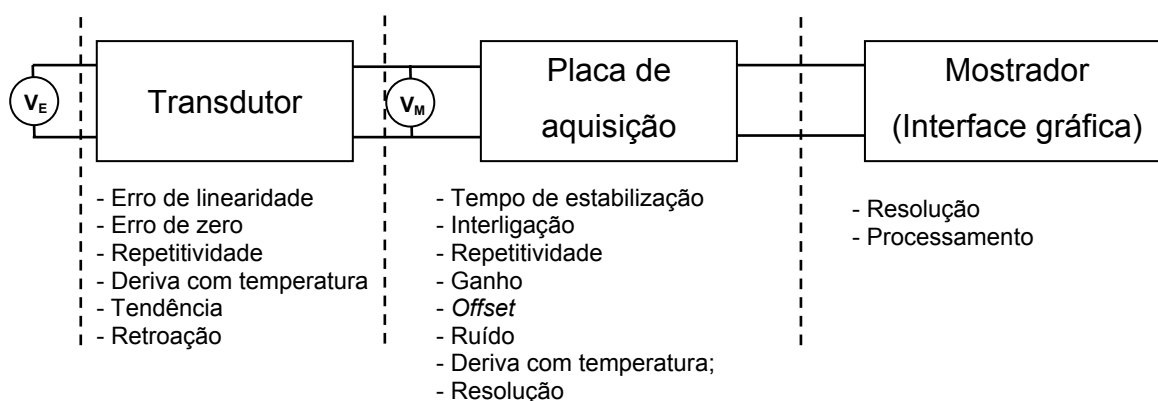 V_E
Transdutor
V_M
Placa de
aquisição
Mostrador
(Interface gráfica)
- Erro de linearidade
- Erro de zero
- Repetitividade
- Deriva com temperatura
- Tendência
- Retroação
- Tempo de estabilização
- Interligação
- Repetitividade
- Ganho
- Offset
- Ruído
- Deriva com temperatura;
- Resolução
- Resolução
- Processamento